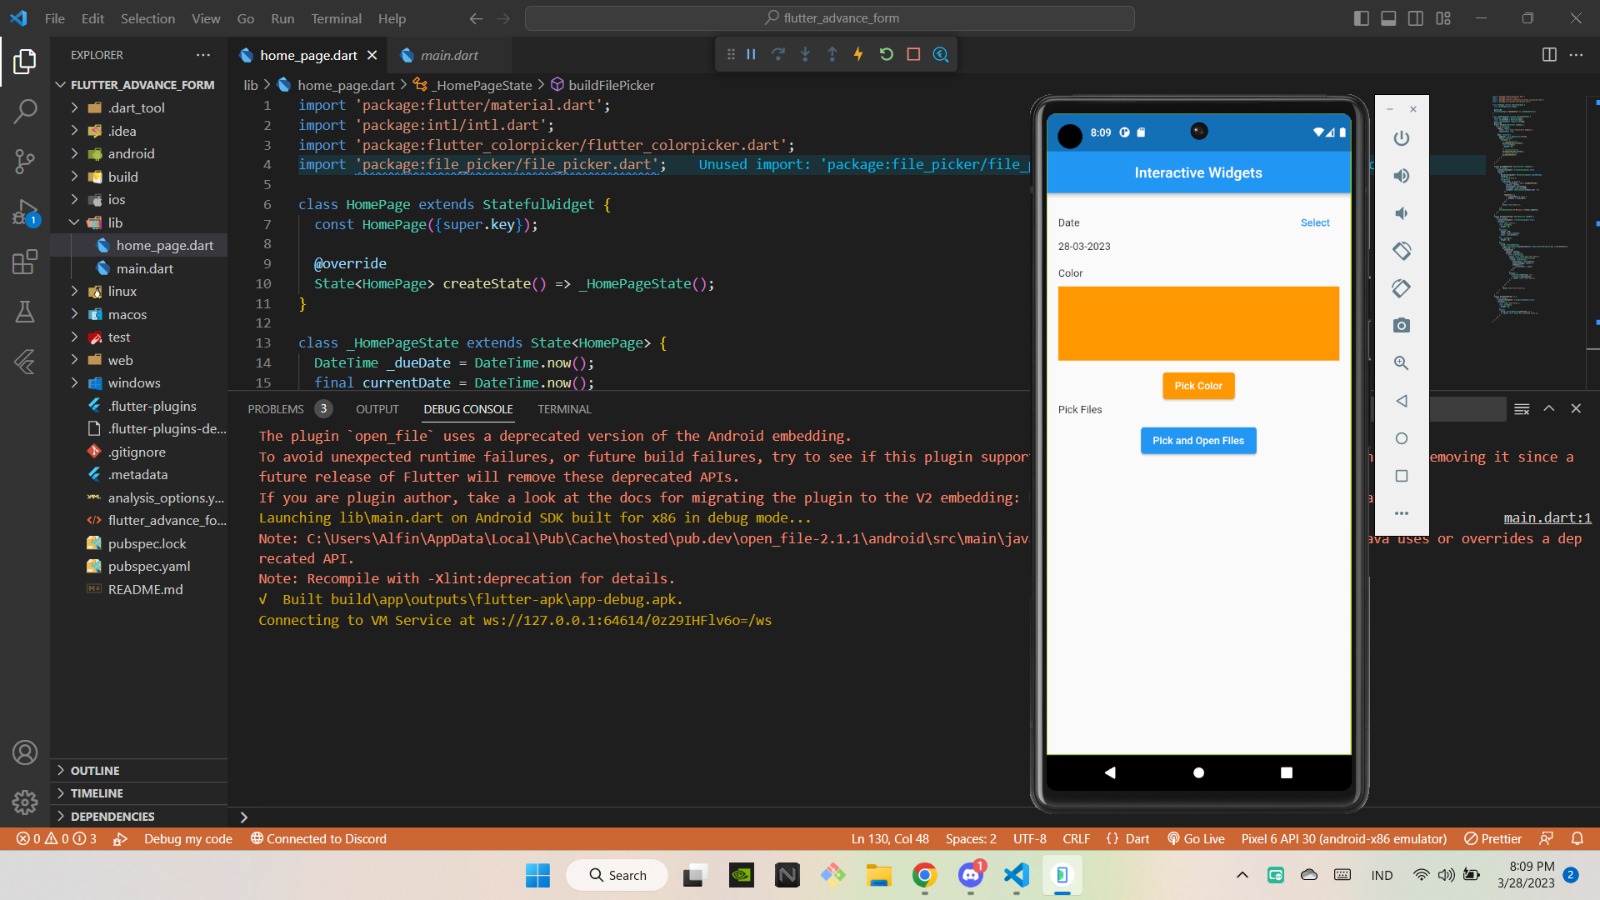 File Edit Selection View Go Run Terminal Help
flutter_advance_form
EXPLORER
FLUTTER_ADVANCE_FORM
.dart_tool
.idea
android
build
ios
lib
home_page.dart
main.dart
linux
macos
test
web
windows
.flutter-plugins
.flutter-plugins-de...
.gitignore
.metadata
analysis_options.y...
flutter_advance_fo...
pubspec.lock
pubspec.yaml
README.md
OUTLINE
TIMELINE
DEPENDENCIES
1
home_page.dart
main.dart
lib > home_page.dart > _HomePageState > buildFilePicker
1 import 'package:flutter/material.dart';
2 import 'package:intl/intl.dart';
3 import 'package:flutter_colorpicker/flutter_colorpicker.dart';
4 import 'package:file_picker/file_picker.dart'; Unused import: 'package:file_picker/file_p
5
6 class HomePage extends StatefulWidget {
7 const HomePage({super.key});
8
9 @override
10 State<HomePage> createState() => _HomePageState();
11 }
12
13 class _HomePageState extends State<HomePage> {
14 DateTime _dueDate = DateTime.now();
15 final currentDate = DateTime.now();
PROBLEMS 3 OUTPUT DEBUG CONSOLE TERMINAL
The plugin `open_file` uses a deprecated version of the Android embedding.
To avoid unexpected runtime failures, or future build failures, try to see if this plugin suppor emoving it since a
future release of Flutter will remove these deprecated APIs.
If you are plugin author, take a look at the docs for migrating the plugin to the V2 embedding:
Launching lib\main.dart on Android SDK built for x86 in debug mode...
main.dart:1
Note: C:\Users\Alfin\AppData\Local\Pub\Cache\hosted\pub.dev\open_file-2.1.1\android\src\main\jav ava uses or overrides a dep
recated API.
Note: Recompile with -Xlint:deprecation for details.
√ Built build\app\outputs\flutter-apk\app-debug.apk.
Connecting to VM Service at ws://127.0.0.1:64614/0z29IHFlv6o=/ws
8:09
Interactive Widgets
Date Select
28-03-2023
Color
Pick Color
Pick Files
Pick and Open Files
0 0 3 Debug my code Connected to Discord Ln 130, Col 48 Spaces: 2 UTF-8 CRLF {} Dart Go Live Pixel 6 API 30 (android-x86 emulator) Prettier
Search
1
IND
8:09 PM
3/28/2023
2